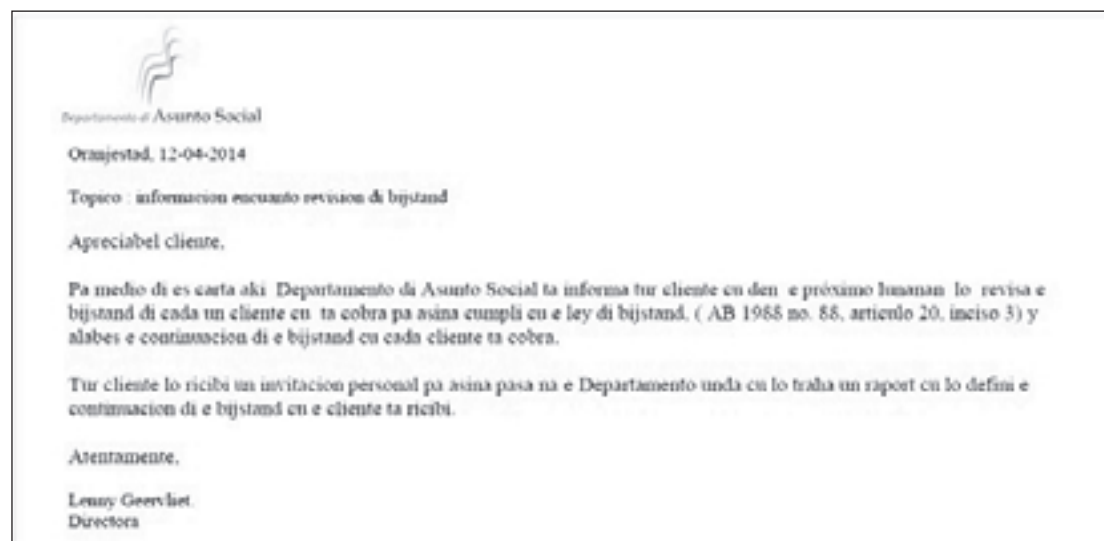 Departamento di Asunto Social
Oranjestad, 12-04-2014
Topico : informacion encuanto revision di bijstand
Apreciabel cliente,
Pa medio di es carta aki Departamento di Asunto Social ta informa tur cliente cu den e próximo lunanan lo revisa e
bijstand di cada un cliente cu ta cobra pa asina cumpli cu e ley di bijstand, ( AB 1988 no. 88, articulo 20, inciso 3) y
alabes e continuacion di e bijstand cu cada cliente ta cobra.
Tur cliente lo ricibi un invitacion personal pa asina pasa na e Departamento unda cu lo traha un raport cu lo defini e
continuacion di e bijstand cu e cliente ta ricibi.
Atentamente,
Lenny Geervliet
Directora